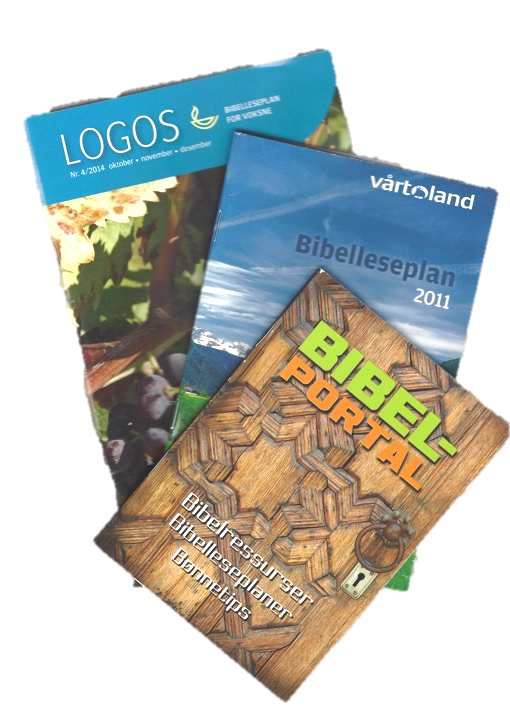 LOGOS
BIBELLESEPLAN
FOR VOKSNE
Nr. 4/2014 oktober • november • desember
vårtoland
Bibelleseplan
2011
BIBEL-
PORTAL
Bibelressurser
Bibelleseplaner
Bønnetips